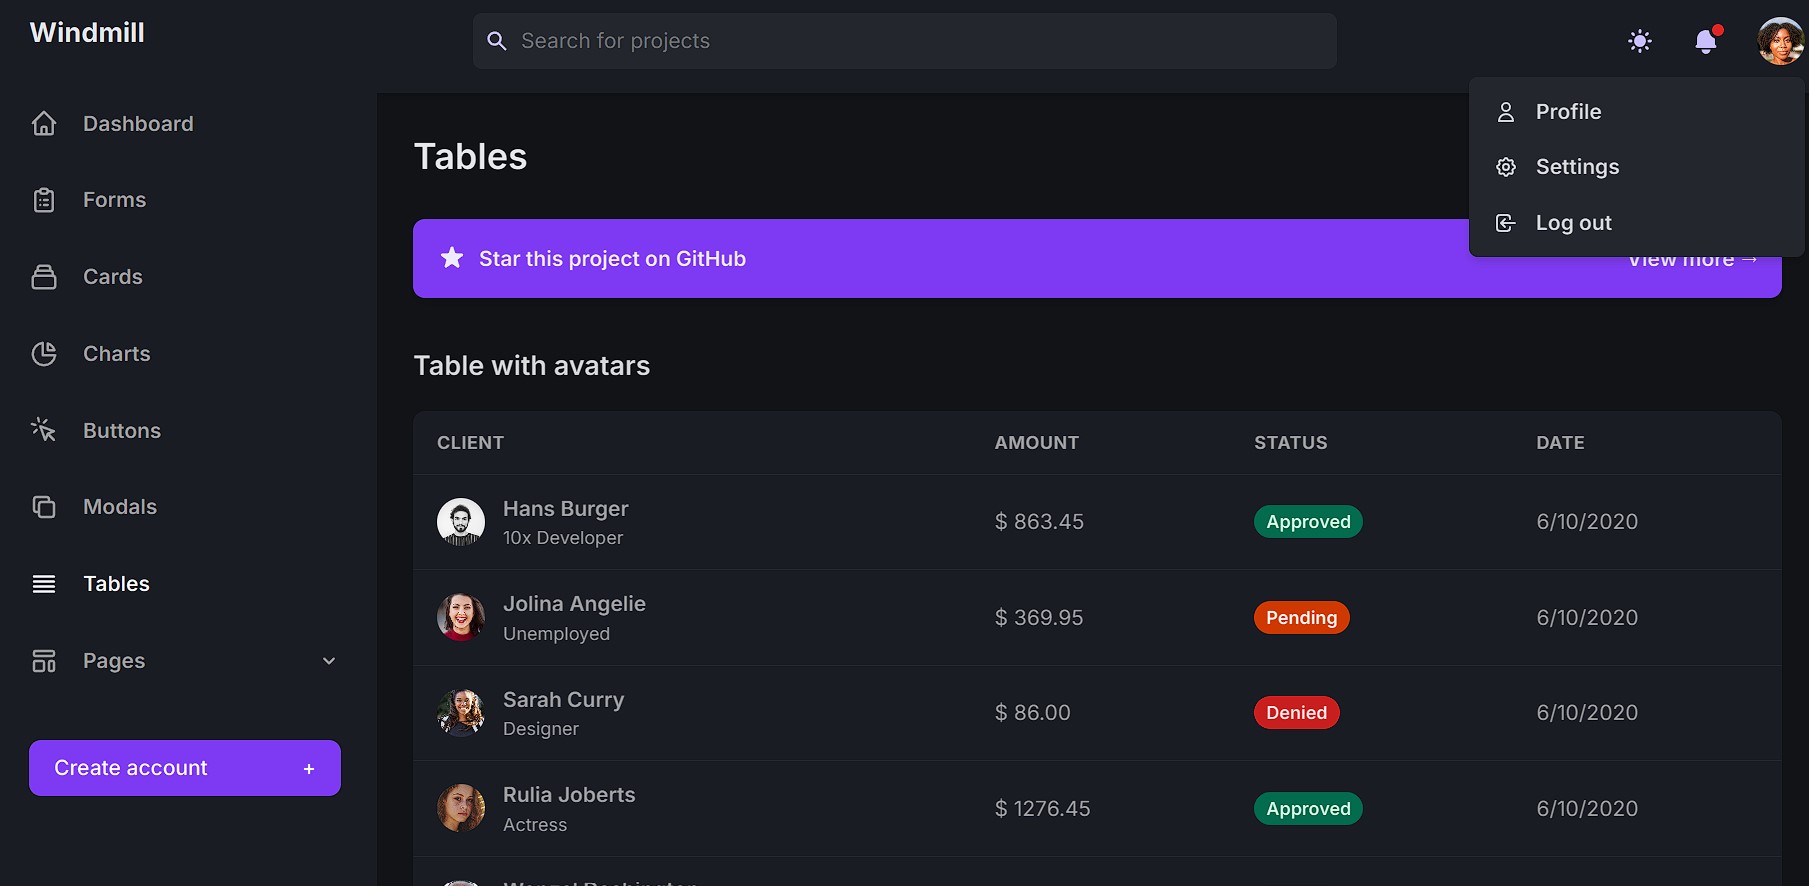 Windmill
Search for projects
Dashboard
Forms
Cards
Charts
Buttons
Modals
Tables
Pages
Create account +
Profile
Settings
Log out
Tables
Star this project on GitHub
View more →
Table with avatars
CLIENT AMOUNT STATUS DATE
Hans Burger
10x Developer
$ 863.45 Approved 6/10/2020
Jolina Angelie
Unemployed
$ 369.95 Pending 6/10/2020
Sarah Curry
Designer
$ 86.00 Denied 6/10/2020
Rulia Joberts
Actress
$ 1276.45 Approved 6/10/2020